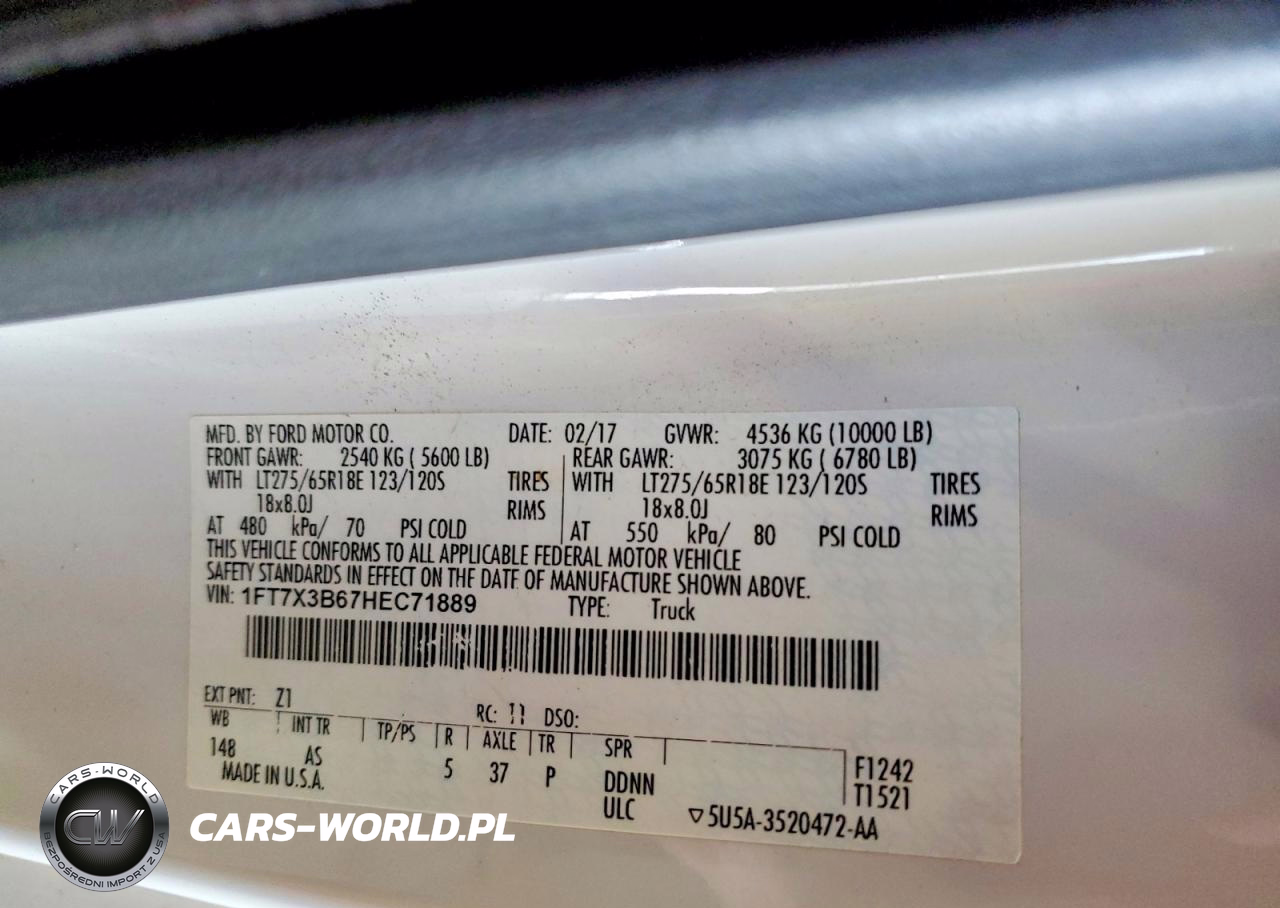 MFD. BY FORD MOTOR CO. DATE: 02/17 GVWR: 4536 KG (10000 LB)
FRONT GAWR: 2540 KG ( 5600 LB) REAR GAWR: 3075 KG ( 6780 LB)
WITH LT275/65R18E 123/120S TIRES WITH LT275/65R18E 123/120S TIRES
18x8.0J RIMS 18x8.0J RIMS
AT 480 kPa/ 70 PSI COLD AT 550 kPa/ 80 PSI COLD
THIS VEHICLE CONFORMS TO ALL APPLICABLE FEDERAL MOTOR VEHICLE
SAFETY STANDARDS IN EFFECT ON THE DATE OF MANUFACTURE SHOWN ABOVE.
VIN: 1FT7X3B67HEC71889 TYPE: Truck
EXT PNT: Z1 RC: 11 DSO:
WB INT TR TP/PS R AXLE TR SPR
148 AS 5 37 P DDNN F1242
MADE IN U.S.A. ULC T1521
▽5U5A-3520472-AA
CARS-WORLD
CW
BEZPOŚREDNI IMPORT Z USA
CARS-WORLD.PL